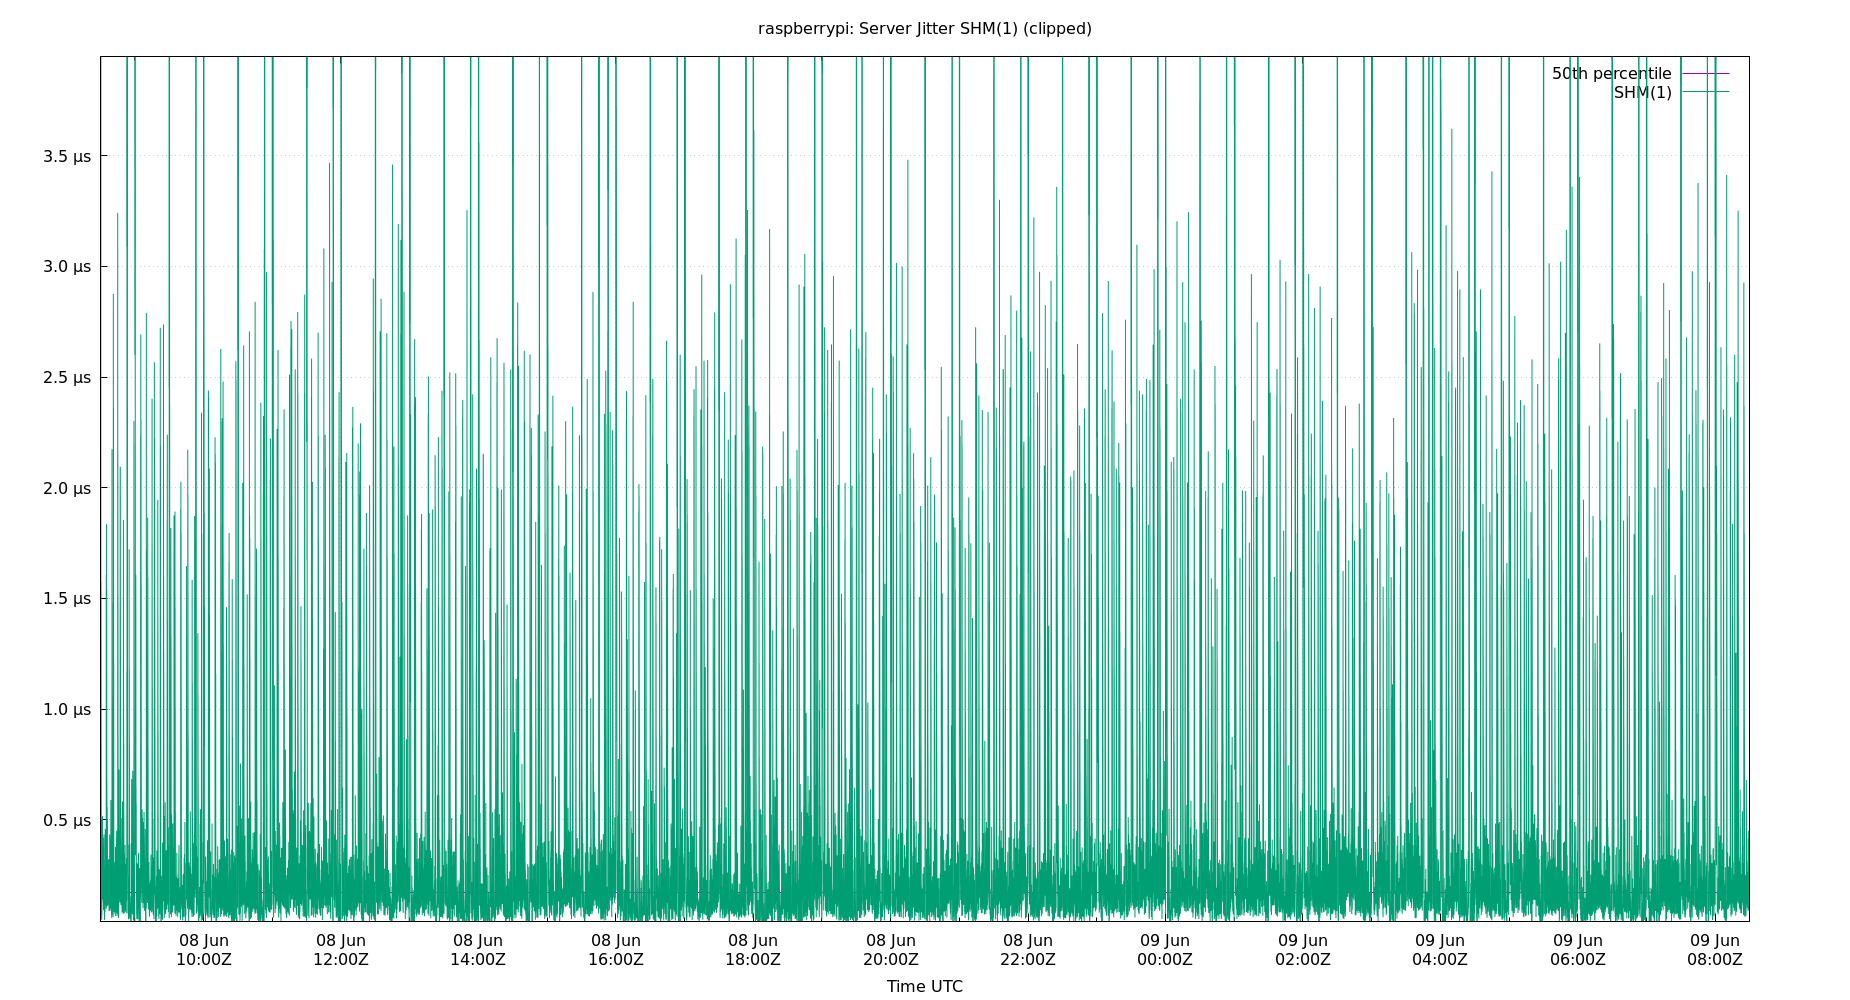 raspberrypi: Server Jitter SHM(1) (clipped)
50th percentile
SHM(1)
3.5 µs
3.0 µs
2.5 µs
2.0 µs
1.5 µs
1.0 µs
0.5 µs
08 Jun 08 Jun 08 Jun 08 Jun 08 Jun 08 Jun 08 Jun 09 Jun 09 Jun 09 Jun 09 Jun 09 Jun
10:00Z 12:00Z 14:00Z 16:00Z 18:00Z 20:00Z 22:00Z 00:00Z 02:00Z 04:00Z 06:00Z 08:00Z
Time UTC